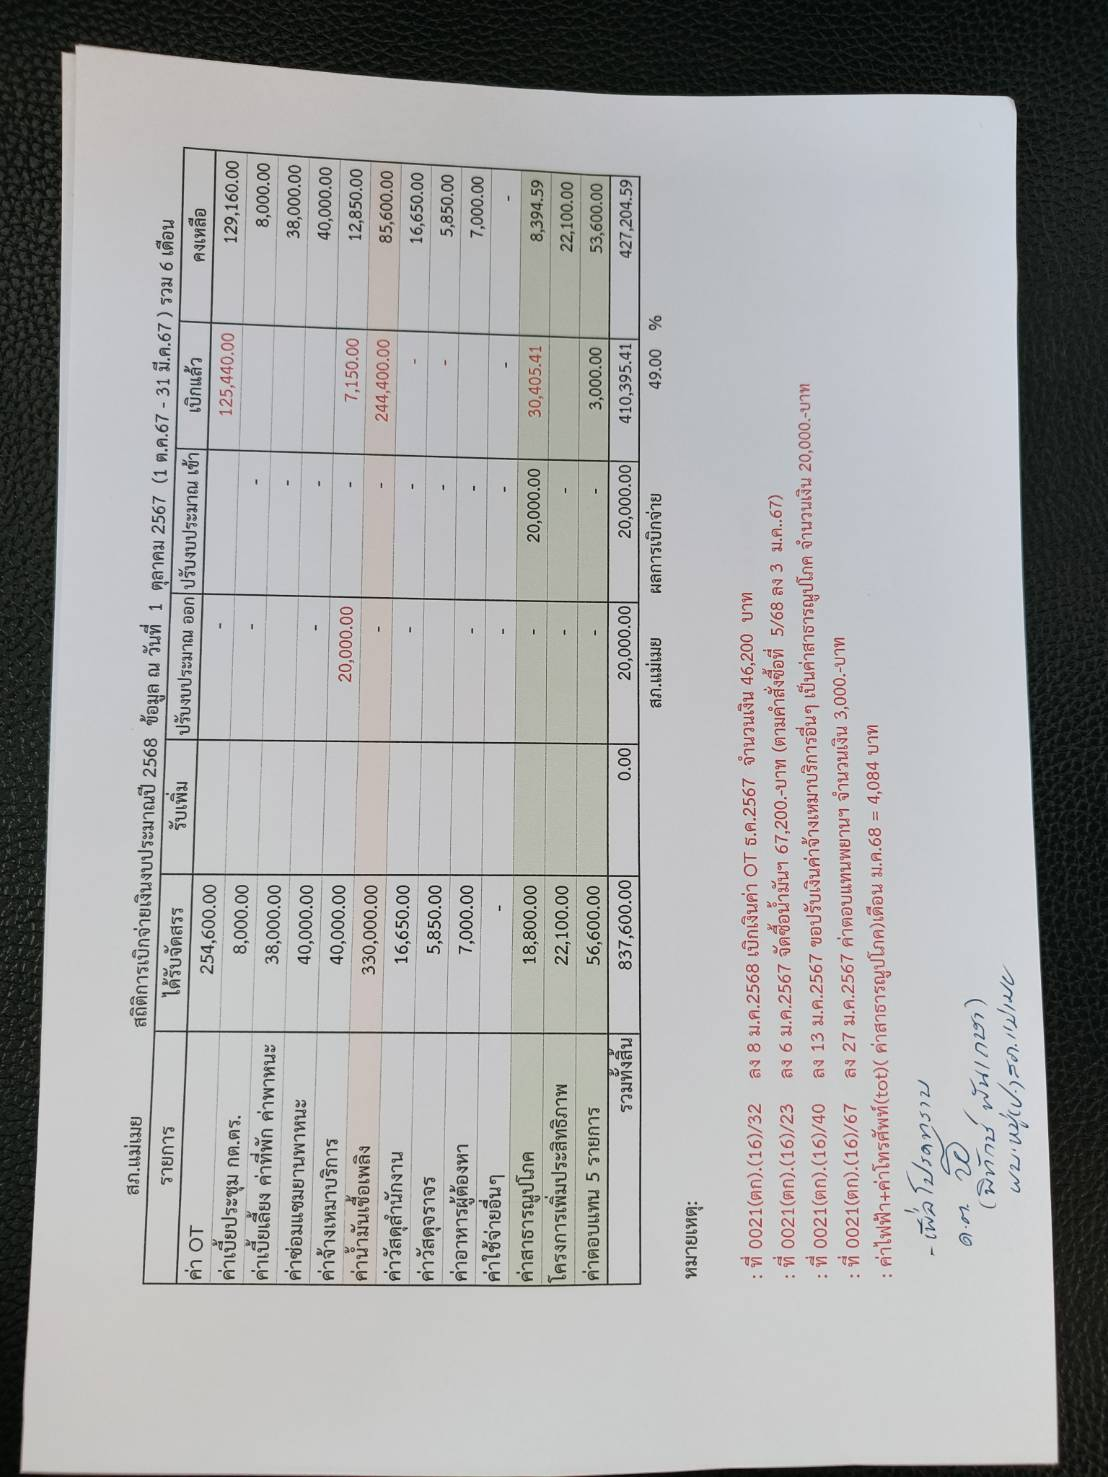 สภ.แม่เมย สถิติการเบิกจ่ายเงินงบประมาณปี 2568 ข้อมูล ณ วันที่ 1 ตุลาคม 2567 (1 ต.ค.67 - 31 มี.ค.67 ) รวม 6 เดือน
รายการ ได้รับจัดสรร รับเพิ่ม ปรับงบประมาณ ออก ปรับงบประมาณ เข้า เบิกแล้ว คงเหลือ
ค่า OT 254,600.00 - 125,440.00 129,160.00
ค่าเบี้ยประชุม กต.ตร. 8,000.00 - - 8,000.00
ค่าเบี้ยเลี้ยง ค่าที่พัก ค่าพาหนะ 38,000.00 - 38,000.00
ค่าซ่อมแซมยานพาหนะ 40,000.00 - - 40,000.00
ค่าจ้างเหมาบริการ 40,000.00 20,000.00 - 7,150.00 12,850.00
ค่าน้ำมันเชื้อเพลิง 330,000.00 - - 244,400.00 85,600.00
ค่าวัสดุสำนักงาน 16,650.00 - - - 16,650.00
ค่าวัสดุจราจร 5,850.00 - - 5,850.00
ค่าอาหารผู้ต้องหา 7,000.00 - - 7,000.00
ค่าใช้จ่ายอื่นๆ - - - - -
ค่าสาธารณูปโภค 18,800.00 - 20,000.00 30,405.41 8,394.59
โครงการเพิ่มประสิทธิภาพ 22,100.00 - - 22,100.00
ค่าตอบแทน 5 รายการ 56,600.00 - - 3,000.00 53,600.00
รวมทั้งสิ้น 837,600.00 0.00 20,000.00 20,000.00 410,395.41 427,204.59
สภ.แม่เมย ผลการเบิกจ่าย 49.00 %
หมายเหตุ:
: ที่ 0021(ตก).(16)/32 ลง 8 ม.ค.2568 เบิกเงินค่า OT ธ.ค.2567 จำนวนเงิน 46,200 บาท
: ที่ 0021(ตก).(16)/23 ลง 6 ม.ค.2567 จัดซื้อน้ำมันฯ 67,200.-บาท (ตามคำสั่งซื้อที่ 5/68 ลง 3 ม.ค..67)
: ที่ 0021(ตก).(16)/40 ลง 13 ม.ค.2567 ขอปรับเงินค่าจ้างเหมาบริการอื่นๆ เป็นค่าสาธารณูปโภค จำนวนเงิน 20,000.-บาท
: ที่ 0021(ตก).(16)/67 ลง 27 ม.ค.2567 ค่าตอบแทนพยานฯ จำนวนเงิน 3,000.-บาท
: ค่าไฟฟ้า+ค่าโทรศัพท์(tot)( ค่าสาธารณูปโภค)เดือน ม.ค.68 = 4,084 บาท
- เพื่อโปรดทราบ
ด.ต.